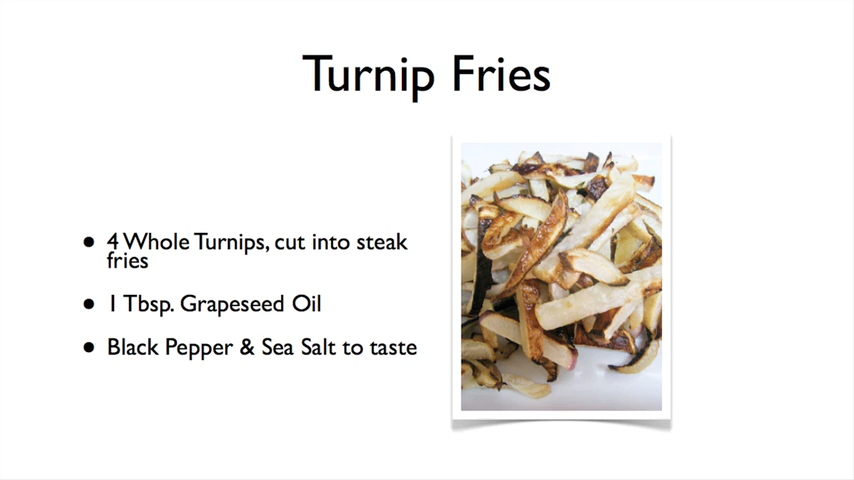 Turnip Fries
• 4 Whole Turnips, cut into steak
fries
• 1 Tbsp. Grapeseed Oil
• Black Pepper & Sea Salt to taste